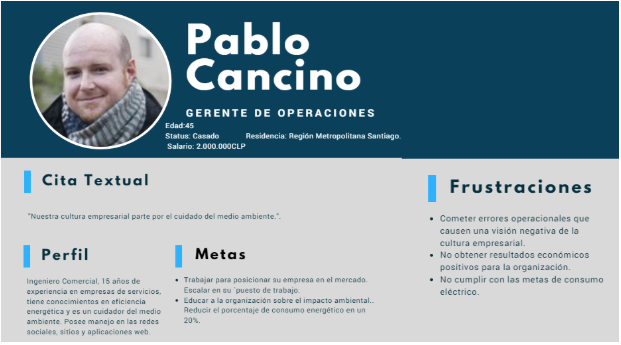 Pablo
Cancino
GERENTE DE OPERACIONES
Edad:45
Status: Casado Residencia: Región Metropolitana Santiago.
Salario: 2.000.000CLP
Cita Textual
"Nuestra cultura empresarial parte por el cuidado del medio ambiente.".
Perfil
Ingeniero Comercial, 15 años de
experiencia en empresas de servicios,
tiene conocimientos en eficiencia
energética y es un cuidador del medio
ambiente. Posee manejo en las redes
sociales, sitios y aplicaciones web.
Metas
• Trabajar para posicionar su empresa en el mercado.
Escalar en su ´puesto de trabajo.
• Educar a la organización sobre el impacto ambiental..
Reducir el porcentaje de consumo energético en un
20%.
Frustraciones
• Cometer errores operacionales que
causen una visión negativa de la
cultura empresarial.
• No obtener resultados económicos
positivos para la organización.
• No cumplir con las metas de consumo
eléctrico.